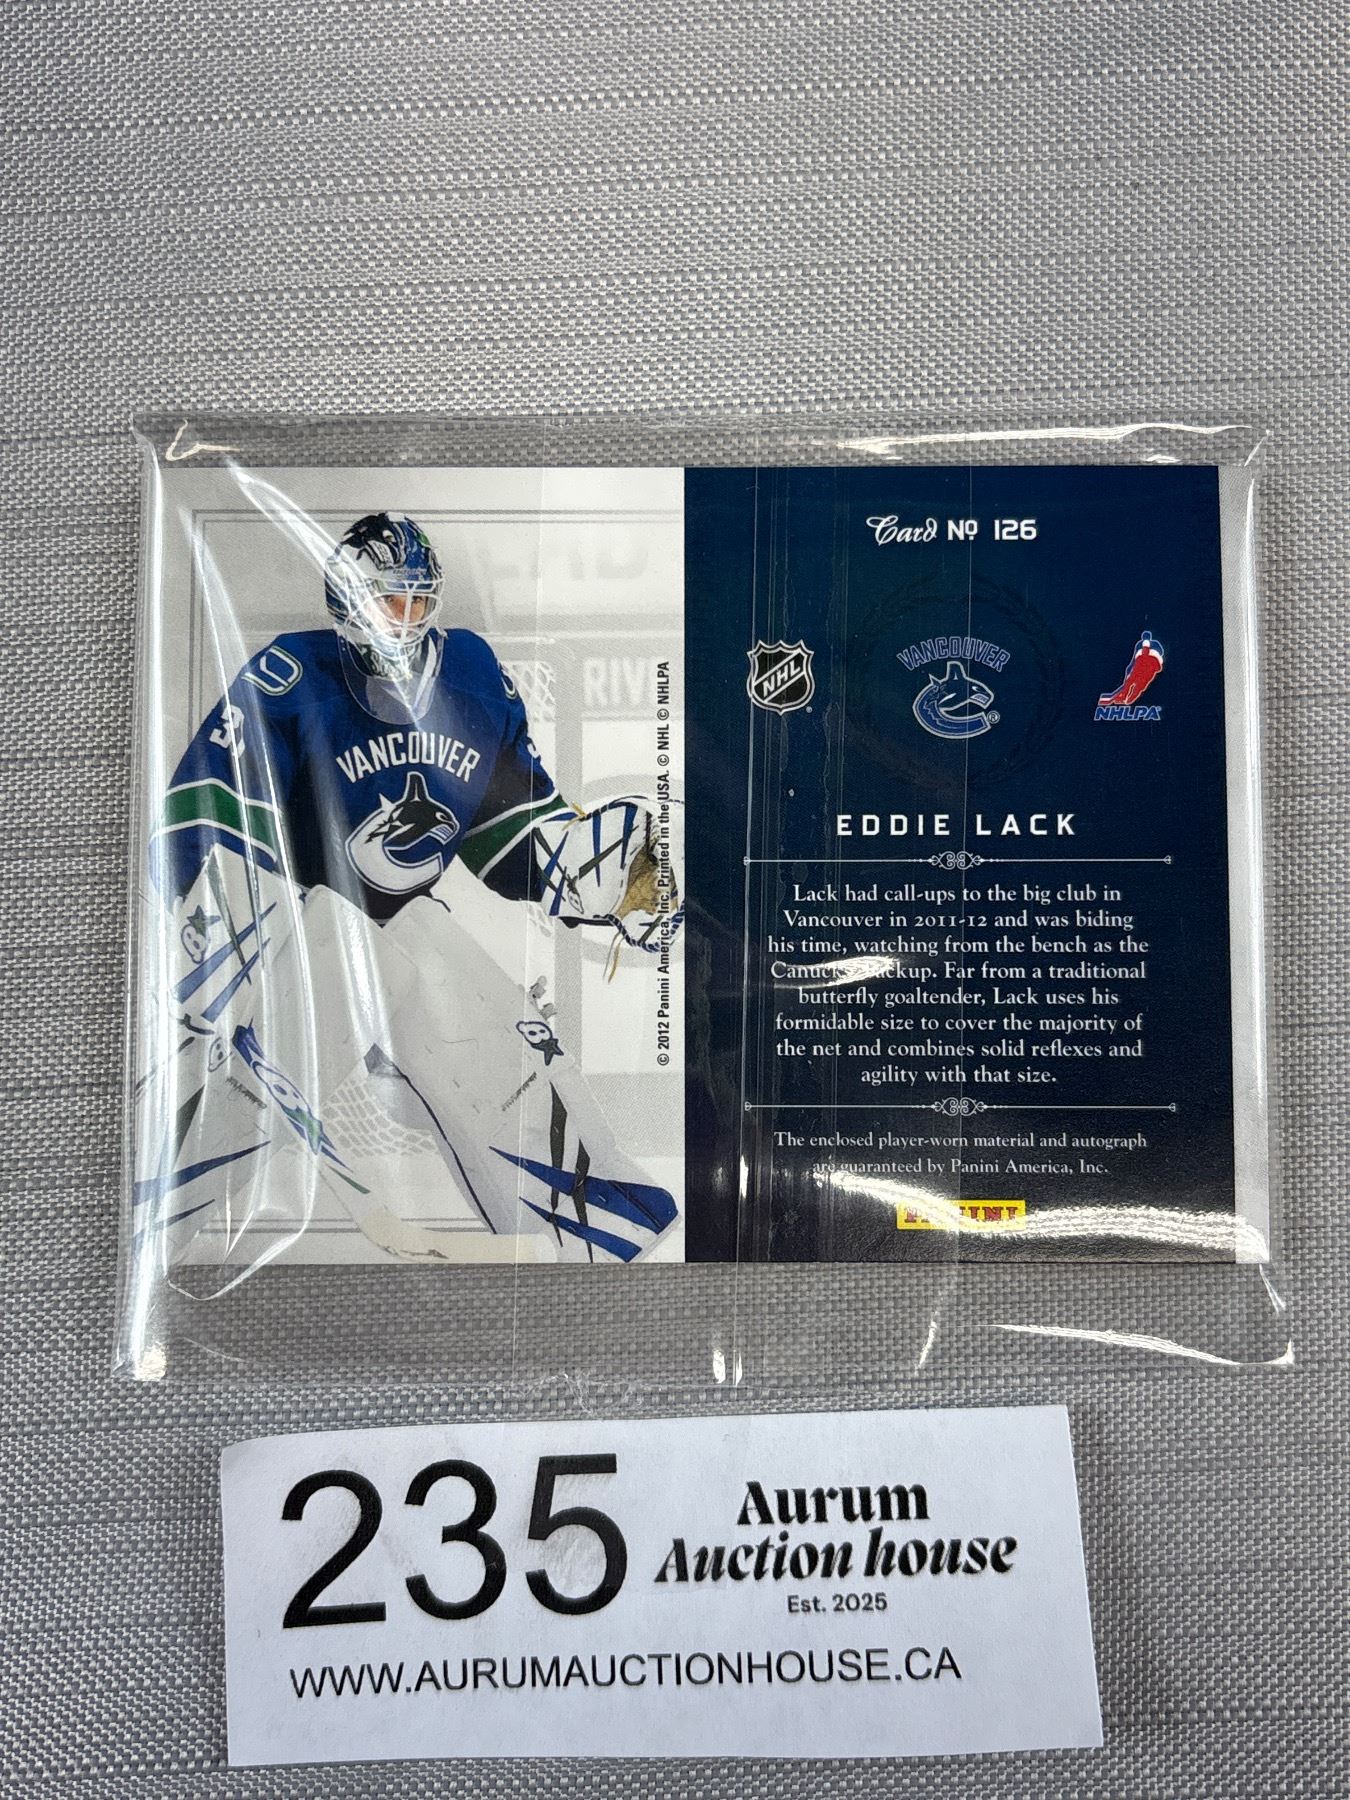 Card Nº 126
NHL
VANCOUVER
NHLPA
VANCOUVER
RIV
© 2012 Panini America, Inc. Printed in the USA. © NHL © NHLPA
EDDIE LACK
Lack had call-ups to the big club in
Vancouver in 2011-12 and was biding
his time, watching from the bench as the
Canucks' backup. Far from a traditional
butterfly goaltender, Lack uses his
formidable size to cover the majority of
the net and combines solid reflexes and
agility with that size.
The enclosed player-worn material and autograph
are guaranteed by Panini America, Inc.
PANINI
235
Aurum
Auction house
Est. 2025
WWW.AURUMAUCTIONHOUSE.CA